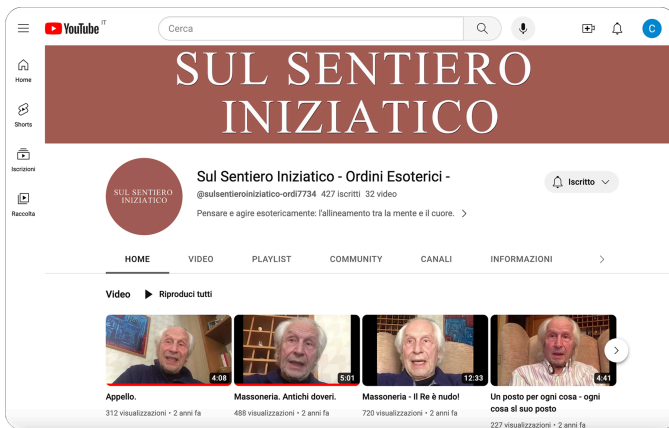 YouTube IT
Cerca
C
Home
Shorts
Iscrizioni
Raccolta
SUL SENTIERO
INIZIATICO
SUL SENTIERO
INIZIATICO
Sul Sentiero Iniziatico - Ordini Esoterici -
@sulsentieroiniziatico-ordi7734 427 iscritti 32 video
Iscritto
Pensare e agire esotericamente: l'allineamento tra la mente e il cuore.
HOME VIDEO PLAYLIST COMMUNITY CANALI INFORMAZIONI
Video Riproduci tutti
4:08 5:01 12:33 4:41
Appello.
312 visualizzazioni • 2 anni fa
Massoneria. Antichi doveri.
488 visualizzazioni • 2 anni fa
Massoneria - Il Re è nudo!
720 visualizzazioni • 2 anni fa
Un posto per ogni cosa - ogni
cosa sl suo posto
227 visualizzazioni • 2 anni fa